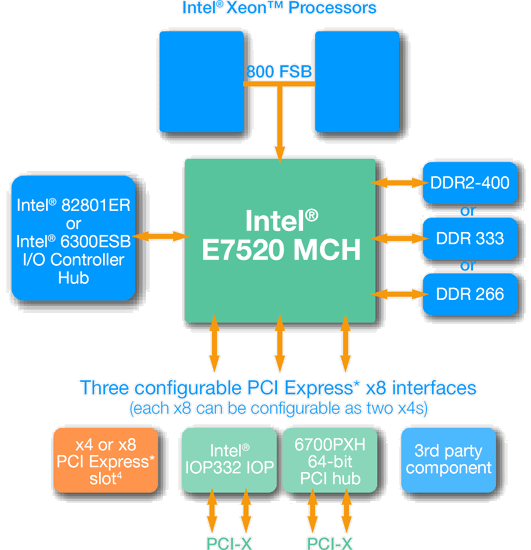 Intel® Xeon™ Processors
800 FSB
Intel® 82801ER
or
Intel® 6300ESB
I/O Controller
Hub
Intel®
E7520 MCH
DDR2-400
or
DDR 333
or
DDR 266
Three configurable PCI Express* x8 interfaces
(each x8 can be configurable as two x4s)
x4 or x8
PCI Express*
slot⁴
Intel®
IOP332 IOP
6700PXH
64-bit
PCI hub
3rd party
component
PCI-X
PCI-X